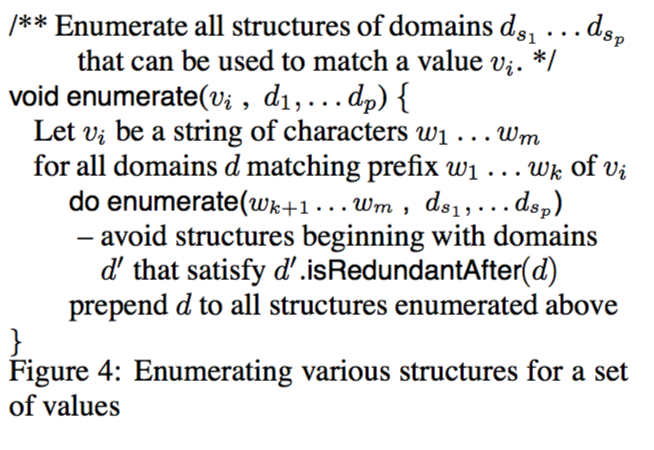 /** Enumerate all structures of domains d_{s_1} … d_{s_p}
that can be used to match a value v_i. */
void enumerate(v_i , d_1, … d_p) {
Let v_i be a string of characters w_1 … w_m
for all domains d matching prefix w_1 … w_k of v_i
do enumerate(w_{k+1} … w_m , d_{s_1}, … d_{s_p})
– avoid structures beginning with domains
d′ that satisfy d′.isRedundantAfter(d)
prepend d to all structures enumerated above
}
Figure 4: Enumerating various structures for a set
of values